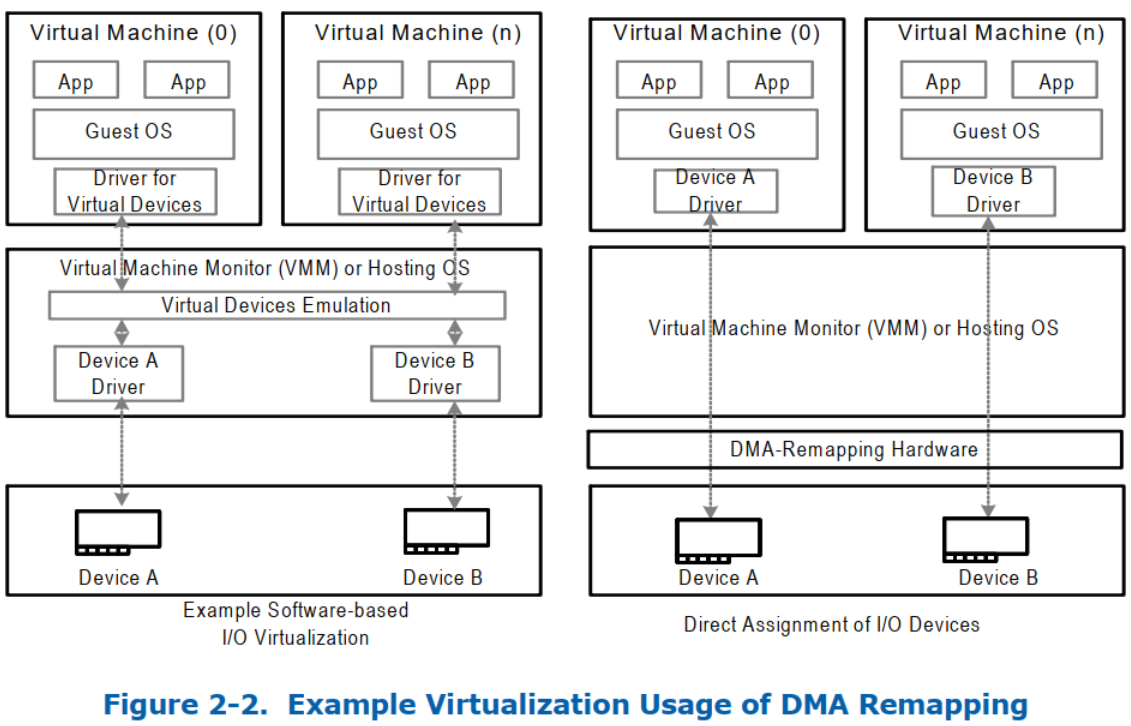 Virtual Machine (0)
App
App
Guest OS
Driver for
Virtual Devices
Virtual Machine (n)
App
App
Guest OS
Driver for
Virtual Devices
Virtual Machine Monitor (VMM) or Hosting OS
Virtual Devices Emulation
Device A
Driver
Device B
Driver
Device A
Device B
Example Software-based
I/O Virtualization
Virtual Machine (0)
App
App
Guest OS
Device A
Driver
Virtual Machine (n)
App
App
Guest OS
Device B
Driver
Virtual Machine Monitor (VMM) or Hosting OS
DMA-Remapping Hardware
Device A
Device B
Direct Assignment of I/O Devices
Figure 2-2. Example Virtualization Usage of DMA Remapping